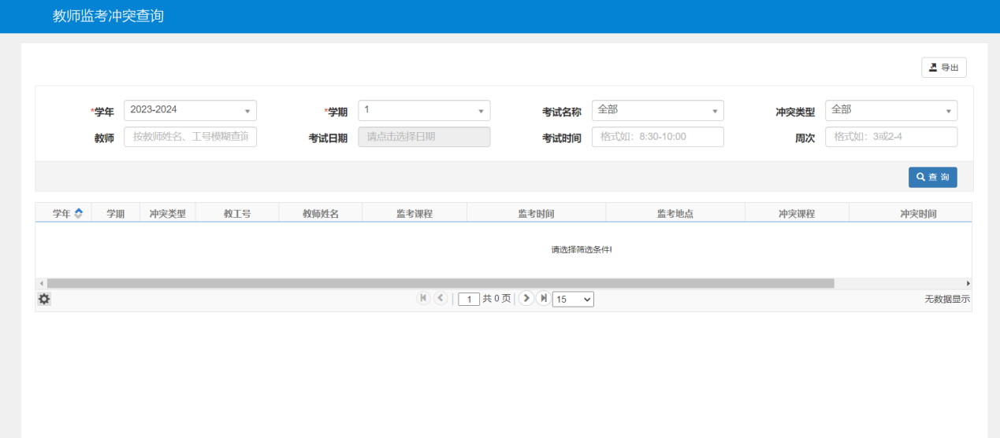 教师监考冲突查询
导出
*学年 2023-2024 *学期 1 考试名称 全部 冲突类型 全部
教师 按教师姓名、工号模糊查询 考试日期 请点击选择日期 考试时间 格式如：8:30-10:00 周次 格式如：3或2-4
查 询
学年 学期 冲突类型 教工号 教师姓名 监考课程 监考时间 监考地点 冲突课程 冲突时间
请选择筛选条件!
1 共 0 页 15 无数据显示